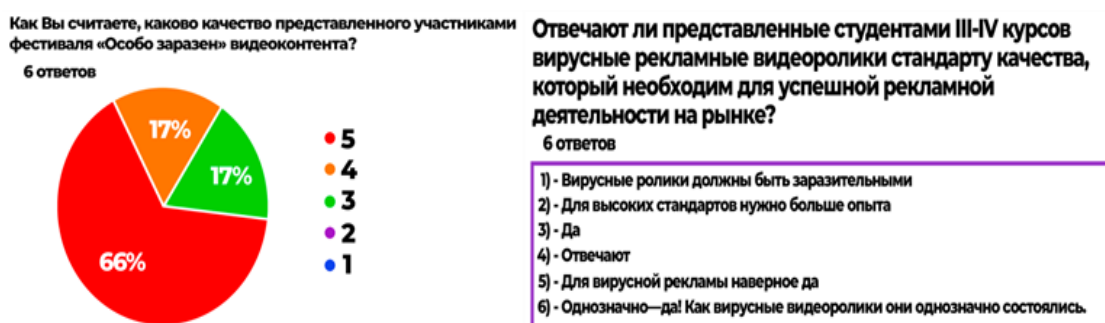 Как Вы считаете, каково качество представленного участниками
фестиваля «Особо заразен» видеоконтента?
6 ответов
17%
17%
66%
5
4
3
2
1
Отвечают ли представленные студентами III-IV курсов
вирусные рекламные видеоролики стандарту качества,
который необходим для успешной рекламной
деятельности на рынке?
6 ответов
1) - Вирусные ролики должны быть заразительными
2) - Для высоких стандартов нужно больше опыта
3) - Да
4) - Отвечают
5) - Для вирусной рекламы наверное да
6) - Однозначно—да! Как вирусные видеоролики они однозначно состоялись.